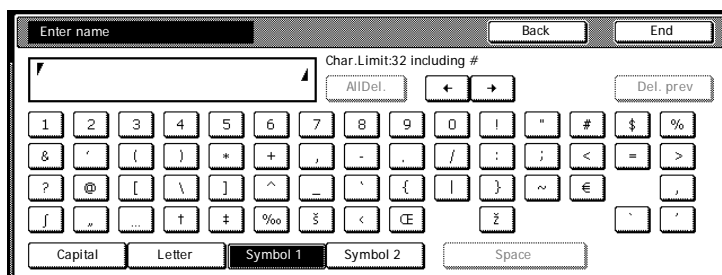 Enter name Back End
Char.Limit:32 including #
AllDel. ← → Del. prev
1 2 3 4 5 6 7 8 9 0 ! " # $ %
& ´ ( ) * + , - . / : ; < = >
? @ [ \ ] ^ _ ` { | } ~ € ,
ʃ „ … † ‡ ‰ š ‹ Œ ž ` ´
Capital Letter Symbol 1 Symbol 2 Space